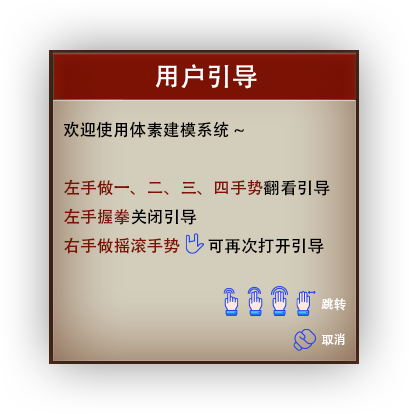 用户引导
欢迎使用体素建模系统 ~
左手做一、二、三、四手势翻看引导
左手握拳关闭引导
右手做摇滚手势 可再次打开引导
跳转
取消